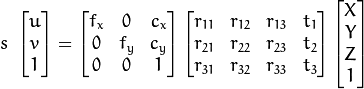 s [u v 1] = [f_x 0 c_x; 0 f_y c_y; 0 0 1] [r_11 r_12 r_13 t_1; r_21 r_22 r_23 t_2; r_31 r_32 r_33 t_3] [X Y Z 1]